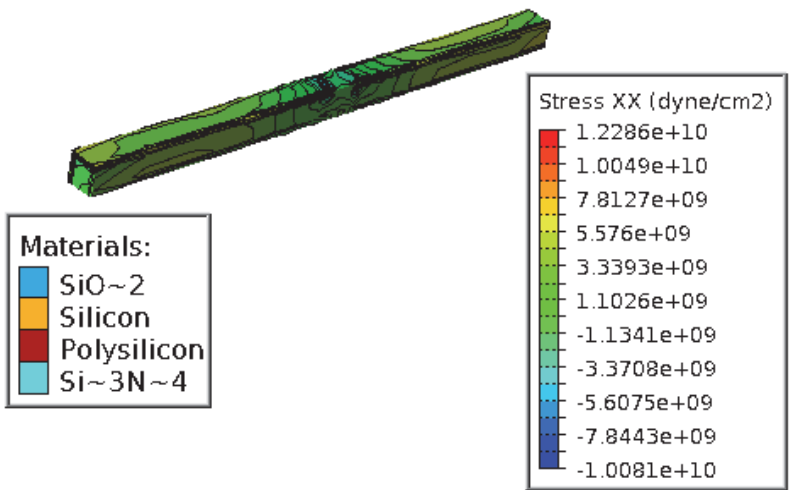 Stress XX (dyne/cm2)
1.2286e+10
1.0049e+10
7.8127e+09
5.576e+09
3.3393e+09
1.1026e+09
-1.1341e+09
-3.3708e+09
-5.6075e+09
-7.8443e+09
-1.0081e+10
Materials:
SiO~2
Silicon
Polysilicon
Si~3N~4